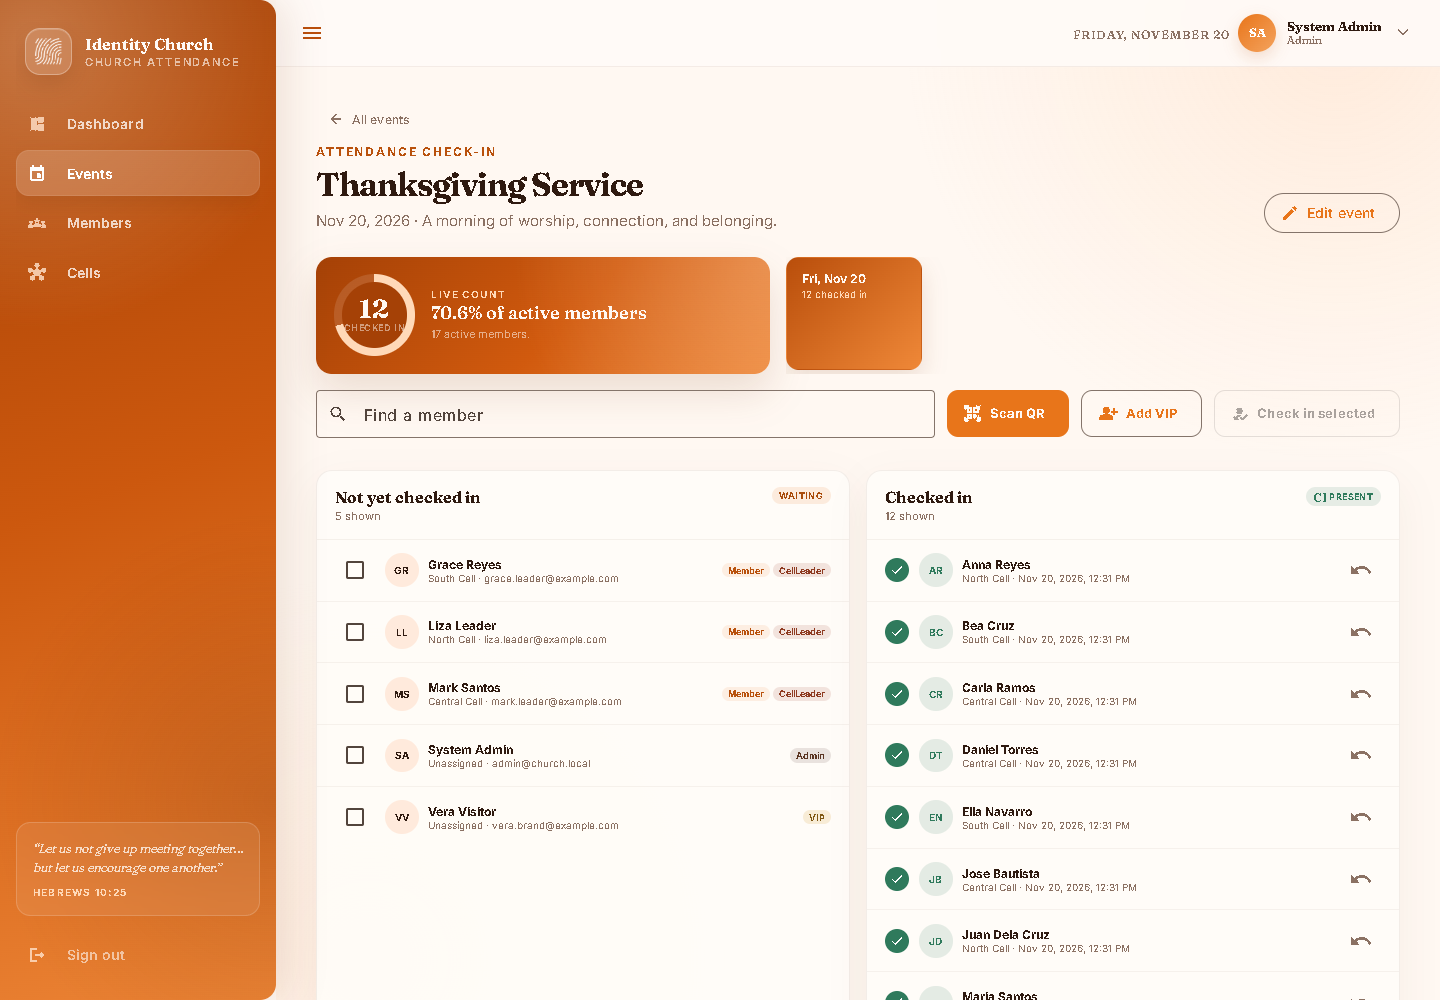 Identity Church
CHURCH ATTENDANCE
Dashboard
Events
Members
Cells
“Let us not give up meeting together...
but let us encourage one another.”
HEBREWS 10:25
Sign out
FRIDAY, NOVEMBER 20
SA
System Admin
Admin
All events
ATTENDANCE CHECK-IN
Thanksgiving Service
Nov 20, 2026 · A morning of worship, connection, and belonging.
Edit event
12
CHECKED IN
LIVE COUNT
70.6% of active members
17 active members.
Fri, Nov 20
12 checked in
Find a member
Scan QR
Add VIP
Check in selected
Not yet checked in
5 shown
WAITING
GR
Grace Reyes
South Cell · grace.leader@example.com
Member
CellLeader
LL
Liza Leader
North Cell · liza.leader@example.com
Member
CellLeader
MS
Mark Santos
Central Cell · mark.leader@example.com
Member
CellLeader
SA
System Admin
Unassigned · admin@church.local
Admin
VV
Vera Visitor
Unassigned · vera.brand@example.com
VIP
Checked in
12 shown
CI PRESENT
AR
Anna Reyes
North Cell · Nov 20, 2026, 12:31 PM
BC
Bea Cruz
South Cell · Nov 20, 2026, 12:31 PM
CR
Carla Ramos
Central Cell · Nov 20, 2026, 12:31 PM
DT
Daniel Torres
Central Cell · Nov 20, 2026, 12:31 PM
EN
Ella Navarro
South Cell · Nov 20, 2026, 12:31 PM
JB
Jose Bautista
Central Cell · Nov 20, 2026, 12:31 PM
JD
Juan Dela Cruz
North Cell · Nov 20, 2026, 12:31 PM
Maria Santos